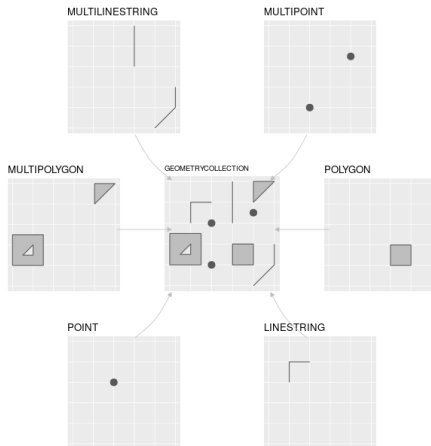 MULTILINESTRING
MULTIPOINT
MULTIPOLYGON
GEOMETRYCOLLECTION
POLYGON
POINT
LINESTRING